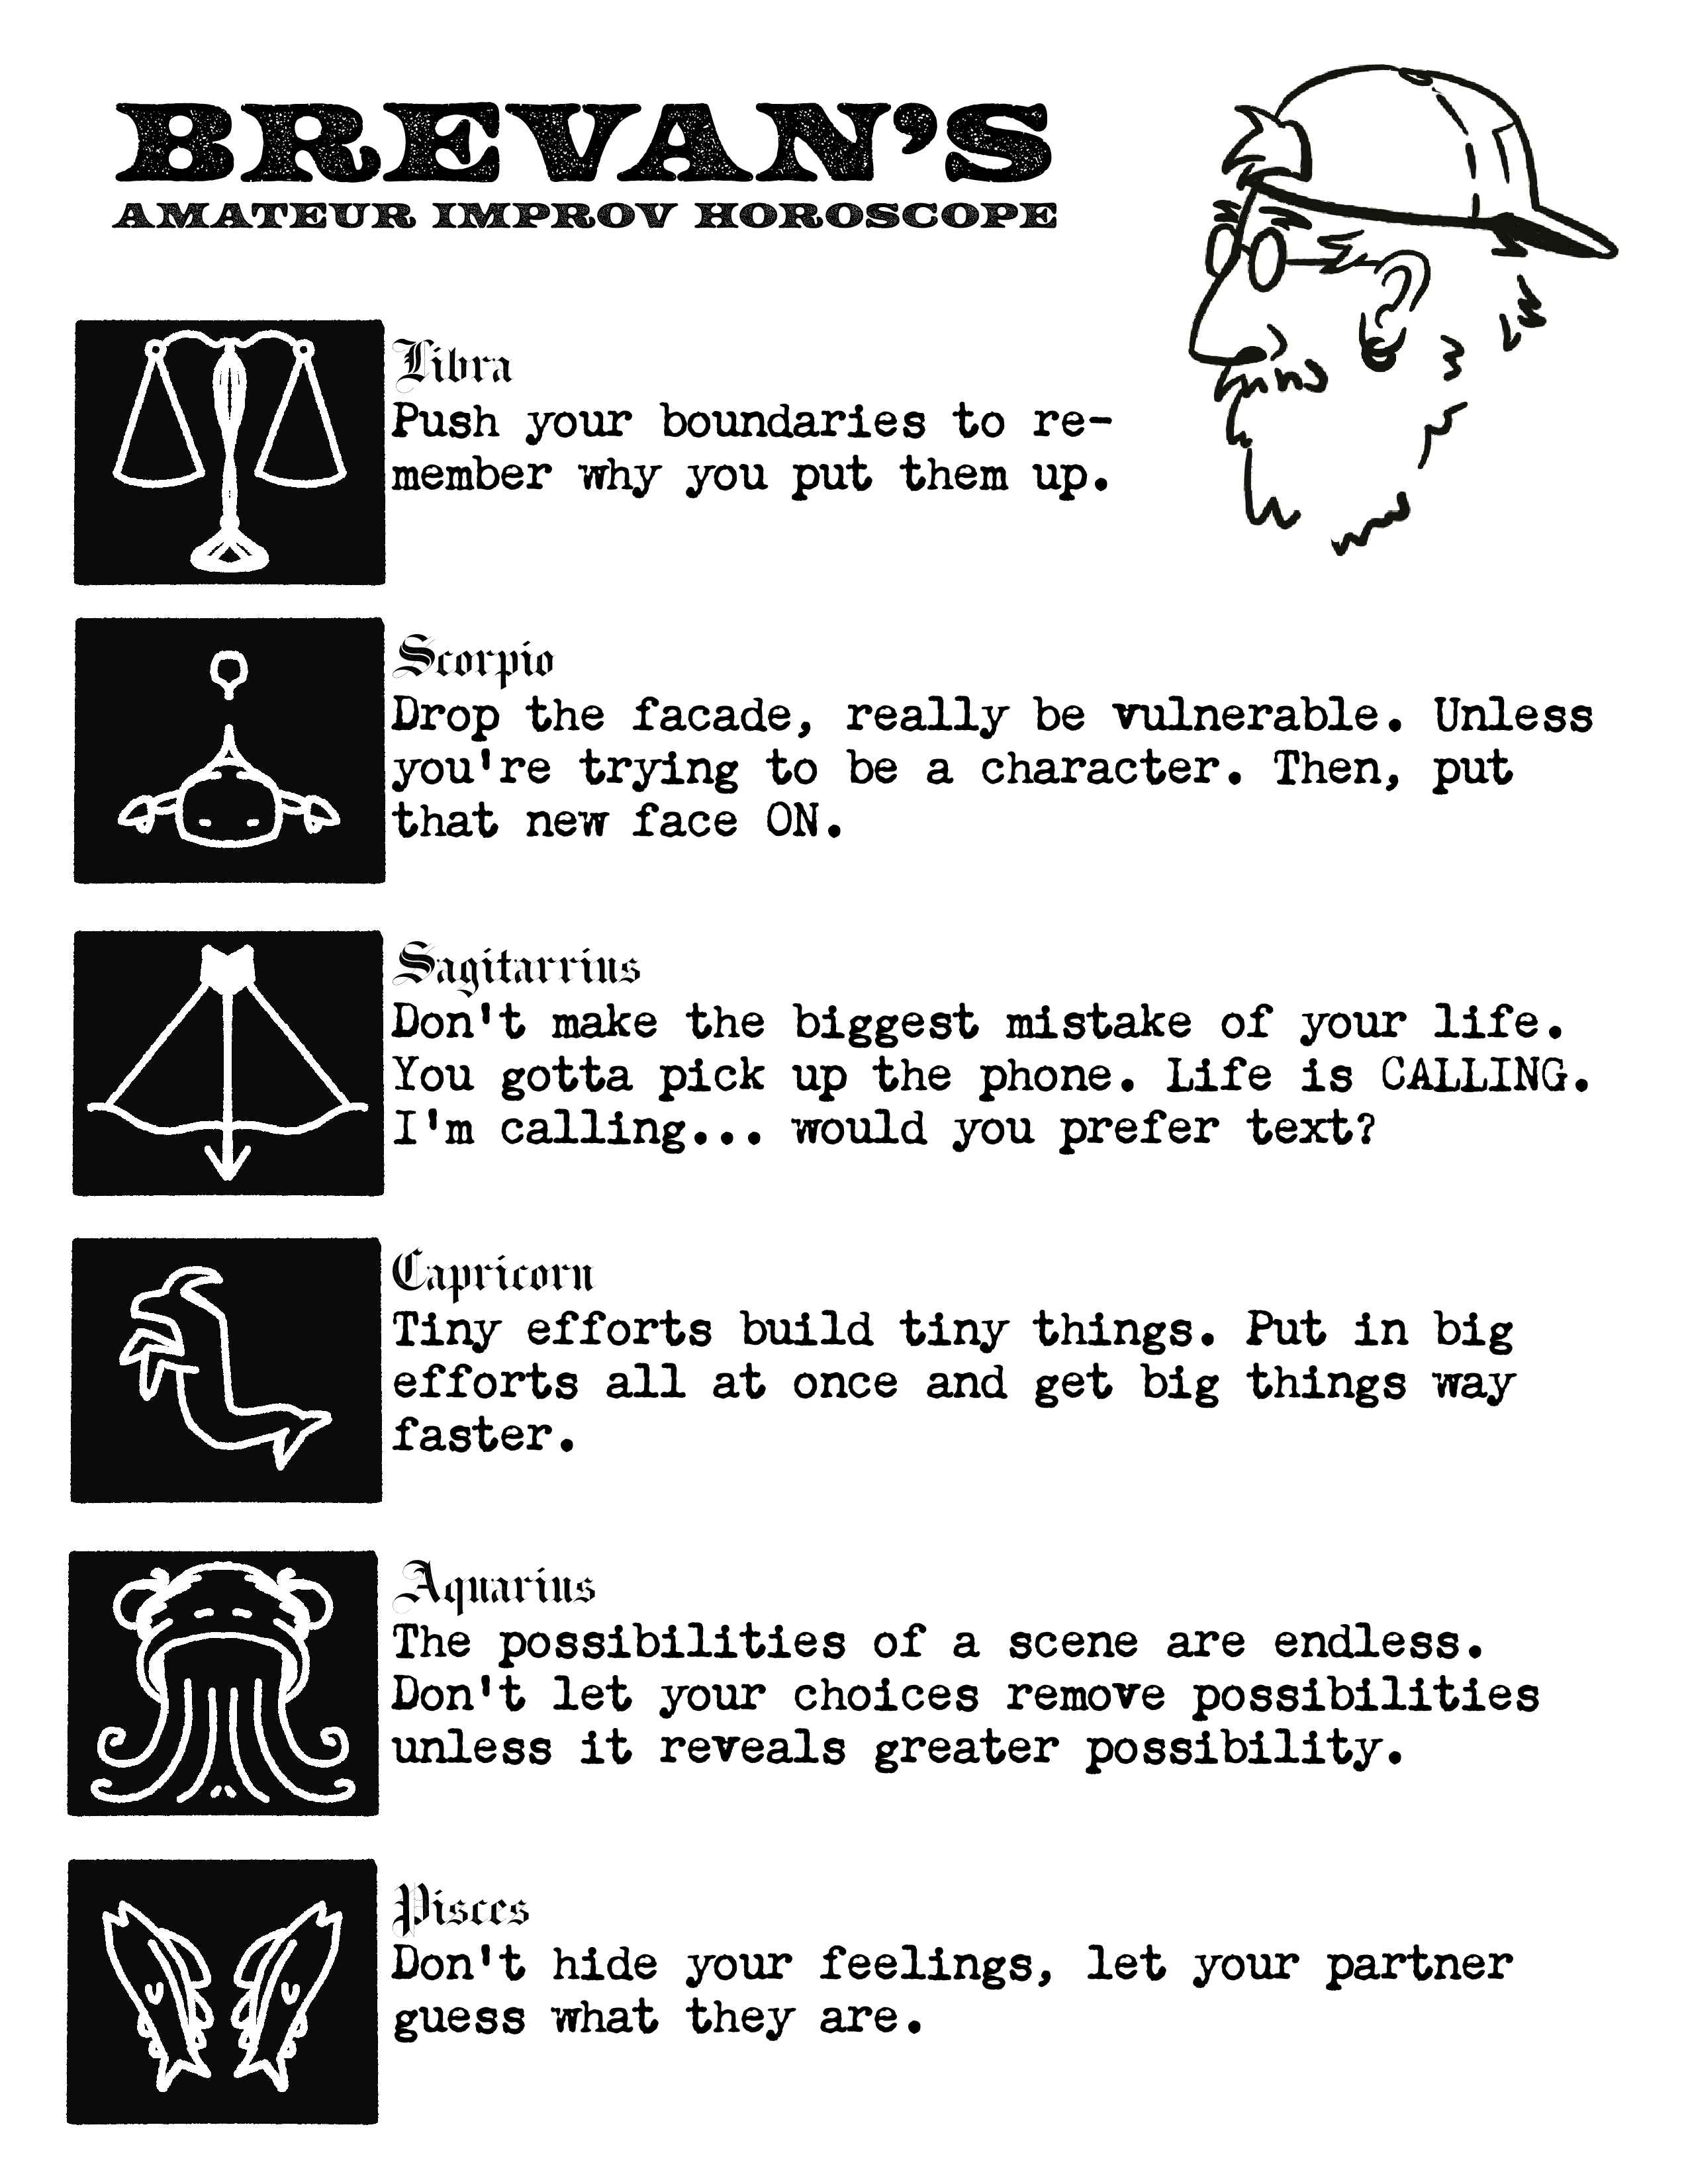 BREVAN'S
AMATEUR IMPROV HOROSCOPE
Libra
Push your boundaries to re-
member why you put them up.
Scorpio
Drop the facade, really be vulnerable. Unless
you're trying to be a character. Then, put
that new face ON.
Sagitarrius
Don't make the biggest mistake of your life.
You gotta pick up the phone. Life is CALLING.
I'm calling... would you prefer text?
Capricorn
Tiny efforts build tiny things. Put in big
efforts all at once and get big things way
faster.
Aquarius
The possibilities of a scene are endless.
Don't let your choices remove possibilities
unless it reveals greater possibility.
Pisces
Don't hide your feelings, let your partner
guess what they are.